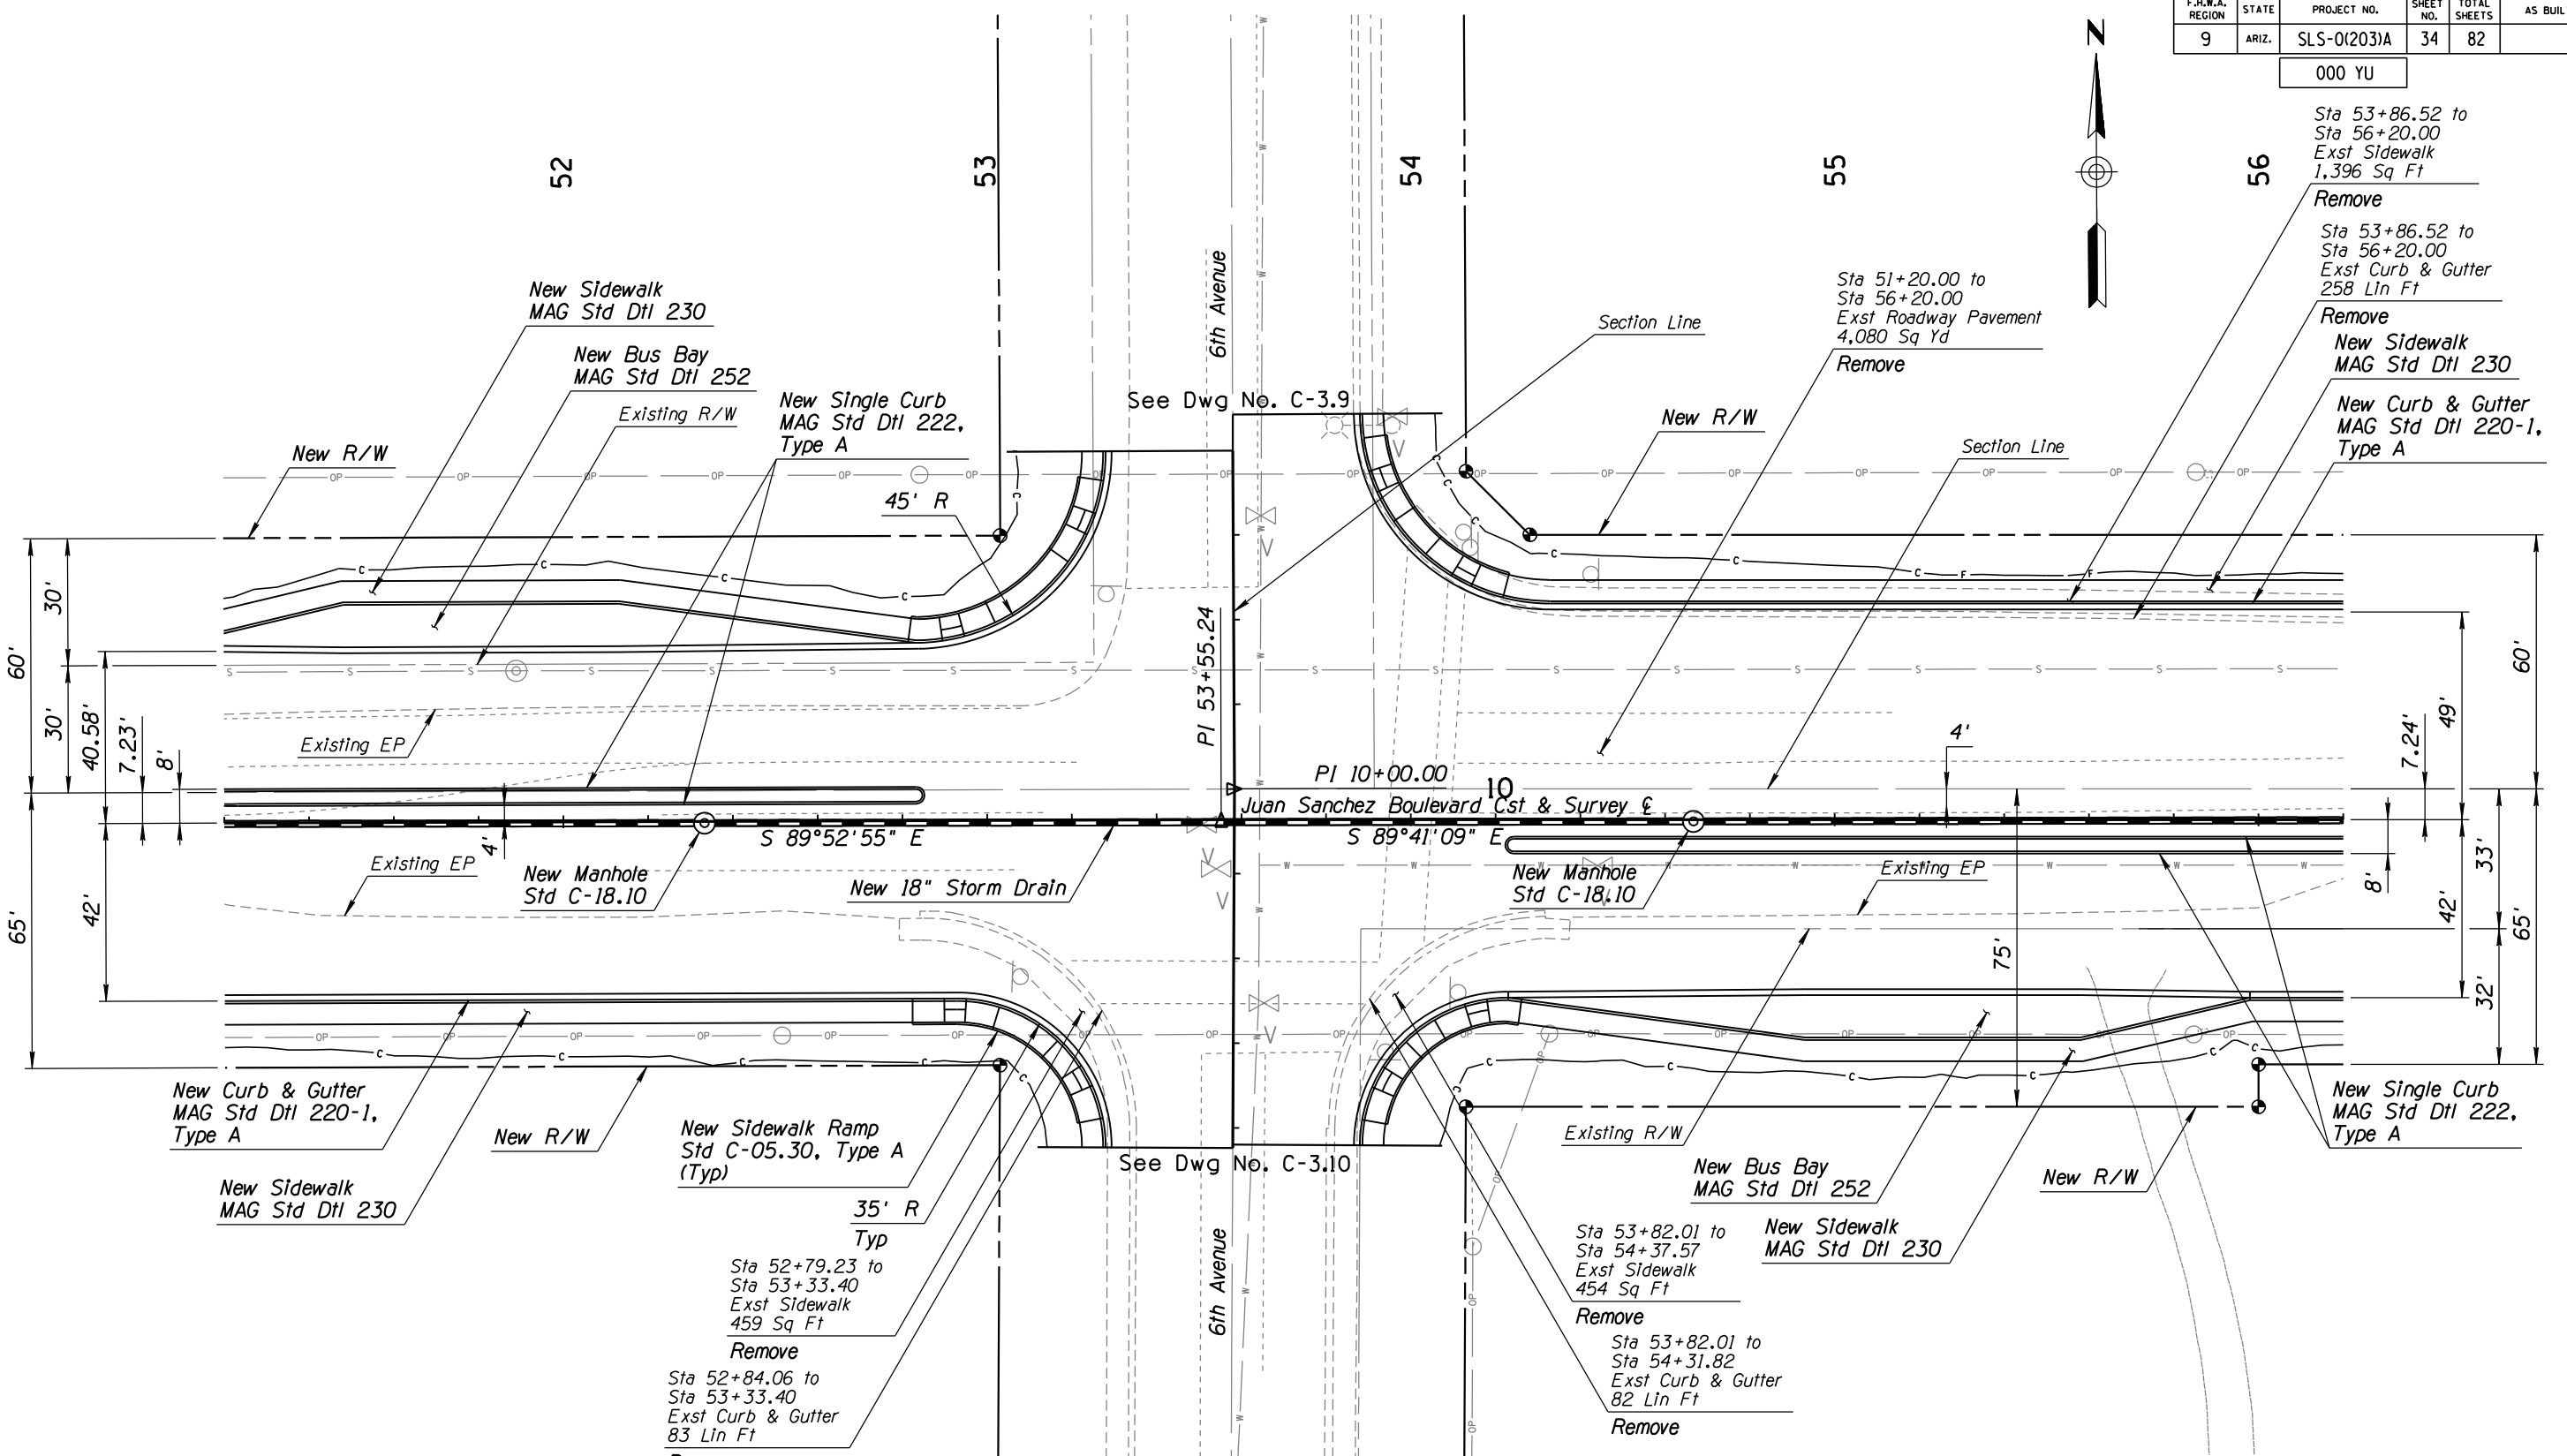 F.H.W.A. REGION STATE PROJECT NO. SHEET NO. TOTAL SHEETS
9 ARIZ. SLS-0(203)A 34 82
000 YU
N
52
53
54
55
56
Sta 53+86.52 to
Sta 56+20.00
Exst Sidewalk
1,396 Sq Ft
Remove
Sta 53+86.52 to
Sta 56+20.00
Exst Curb & Gutter
258 Lin Ft
Remove
New Sidewalk
MAG Std Dtl 230
New Curb & Gutter
MAG Std Dtl 220-1,
Type A
Sta 51+20.00 to
Sta 56+20.00
Exst Roadway Pavement
4,080 Sq Yd
Remove
Section Line
6th Avenue
New Sidewalk
MAG Std Dtl 230
New Bus Bay
MAG Std Dtl 252
Existing R/W
New Single Curb
MAG Std Dtl 222,
Type A
See Dwg No. C-3.9
New R/W
New R/W
Section Line
45' R
30'
60'
30'
40.58'
7.23'
8'
Existing EP
PI 53+55.24
PI 10+00.00
10
Juan Sanchez Boulevard Cst & Survey ℄
S 89°52'55" E
S 89°41'09" E
4'
4'
60'
49'
7.24'
33'
8'
42'
65'
32'
75'
Existing EP
New Manhole
Std C-18.10
New 18" Storm Drain
New Manhole
Std C-18.10
Existing EP
42'
65'
New Curb & Gutter
MAG Std Dtl 220-1,
Type A
New R/W
New Sidewalk
MAG Std Dtl 230
New Sidewalk Ramp
Std C-05.30, Type A
(Typ)
35' R
Typ
See Dwg No. C-3.10
6th Avenue
Existing R/W
New Bus Bay
MAG Std Dtl 252
New R/W
New Single Curb
MAG Std Dtl 222,
Type A
New Sidewalk
MAG Std Dtl 230
Sta 52+79.23 to
Sta 53+33.40
Exst Sidewalk
459 Sq Ft
Remove
Sta 52+84.06 to
Sta 53+33.40
Exst Curb & Gutter
83 Lin Ft
Sta 53+82.01 to
Sta 54+37.57
Exst Sidewalk
454 Sq Ft
Remove
Sta 53+82.01 to
Sta 54+31.82
Exst Curb & Gutter
82 Lin Ft
Remove